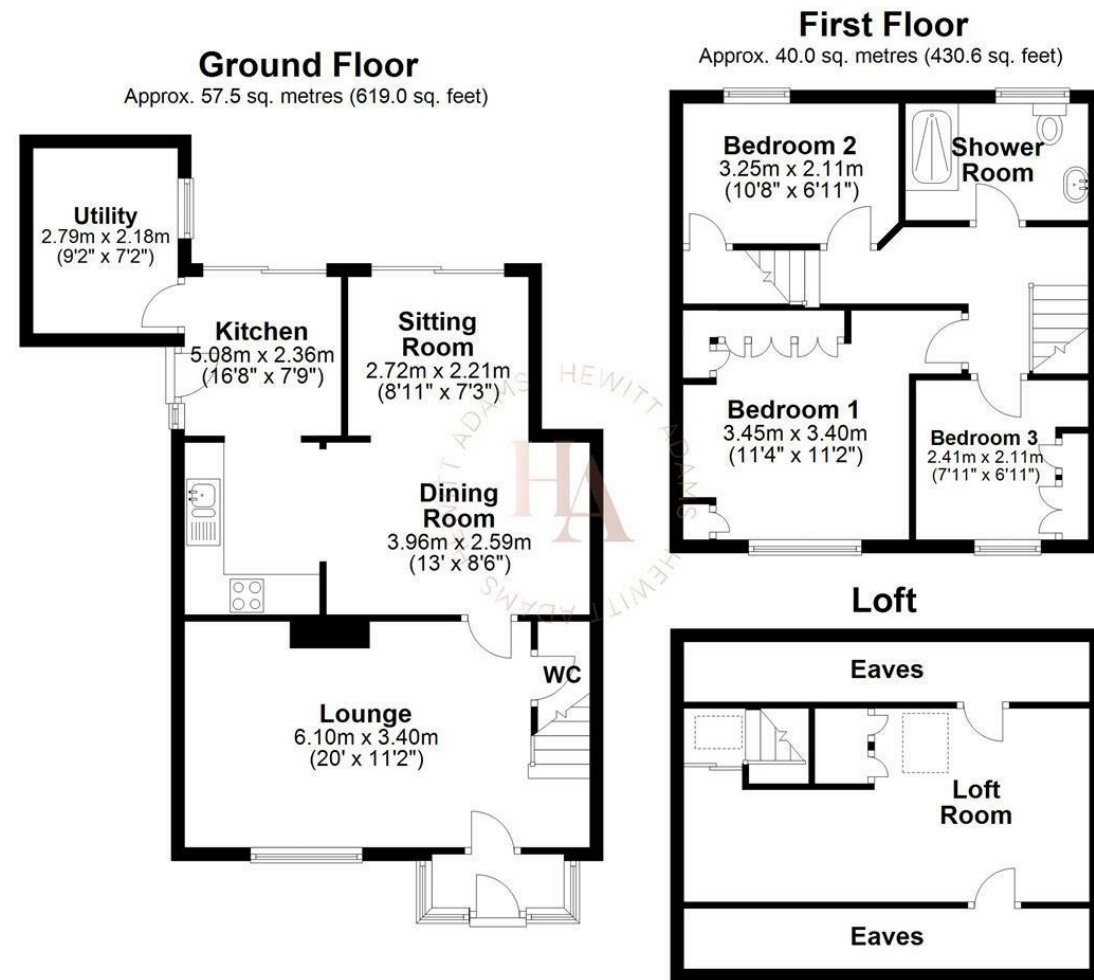 Ground Floor
Approx. 57.5 sq. metres (619.0 sq. feet)
Utility
2.79m x 2.18m
(9'2" x 7'2")
Kitchen
5.08m x 2.36m
(16'8" x 7'9")
Sitting
Room
2.72m x 2.21m
(8'11" x 7'3")
Dining
Room
3.96m x 2.59m
(13' x 8'6")
WC
Lounge
6.10m x 3.40m
(20' x 11'2")
First Floor
Approx. 40.0 sq. metres (430.6 sq. feet)
Bedroom 2
3.25m x 2.11m
(10'8" x 6'11")
Shower
Room
Bedroom 1
3.45m x 3.40m
(11'4" x 11'2")
Bedroom 3
2.41m x 2.11m
(7'11" x 6'11")
Loft
Eaves
Loft
Room
Eaves
HEWITT ADAMS HEWITT ADAMS HEWITT ADAMS
HA